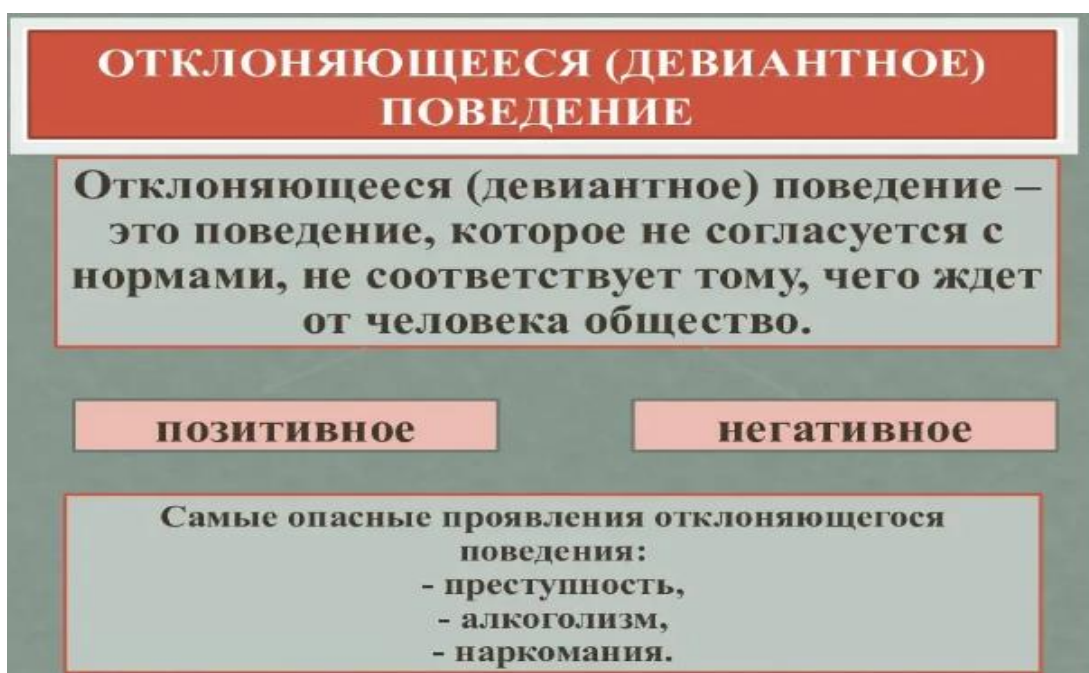 ОТКЛОНЯЮЩЕЕСЯ (ДЕВИАНТНОЕ)
ПОВЕДЕНИЕ
Отклоняющееся (девиантное) поведение –
это поведение, которое не согласуется с
нормами, не соответствует тому, чего ждет
от человека общество.
позитивное
негативное
Самые опасные проявления отклоняющегося
поведения:
- преступность,
- алкоголизм,
- наркомания.